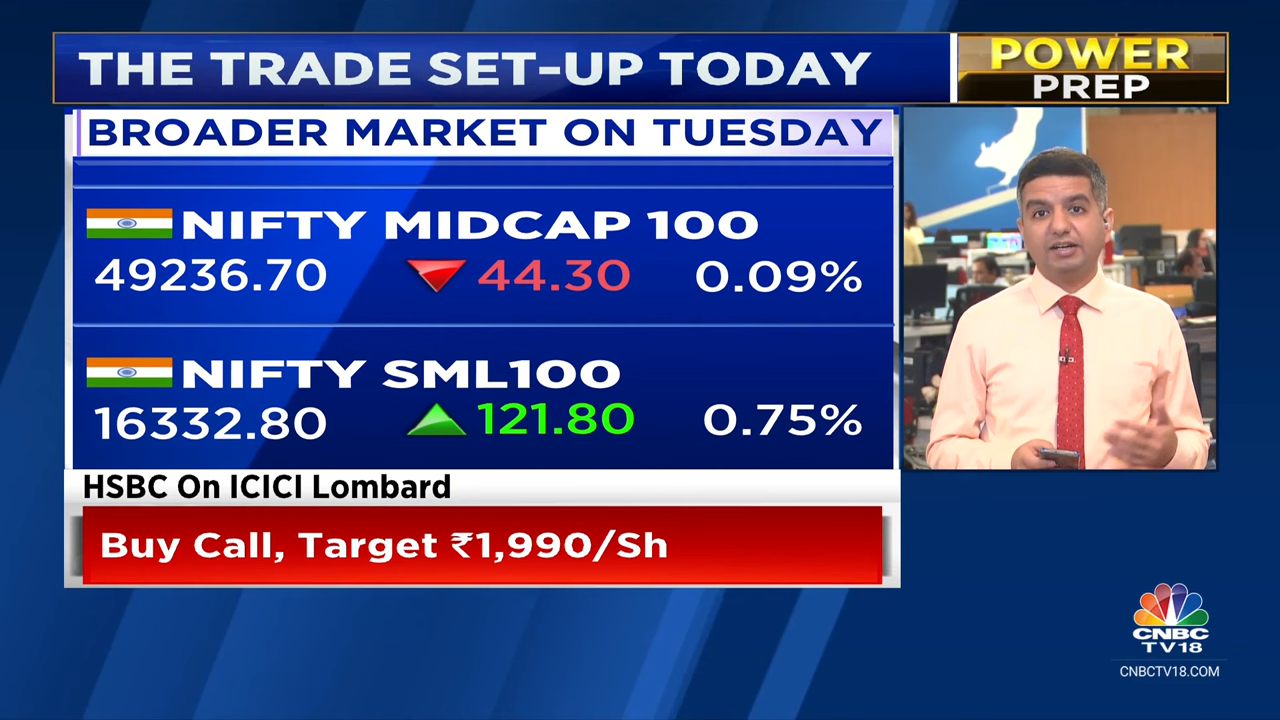 THE TRADE SET-UP TODAY
POWER
PREP
BROADER MARKET ON TUESDAY
NIFTY MIDCAP 100
49236.70 44.30 0.09%
NIFTY SML100
16332.80 121.80 0.75%
HSBC On ICICI Lombard
Buy Call, Target ₹1,990/Sh
CNBC
TV18
CNBCTV18.COM